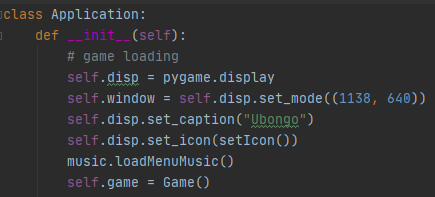 class Application:
    def __init__(self):
        # game loading
        self.disp = pygame.display
        self.window = self.disp.set_mode((1138, 640))
        self.disp.set_caption("Ubongo")
        self.disp.set_icon(setIcon())
        music.loadMenuMusic()
        self.game = Game()